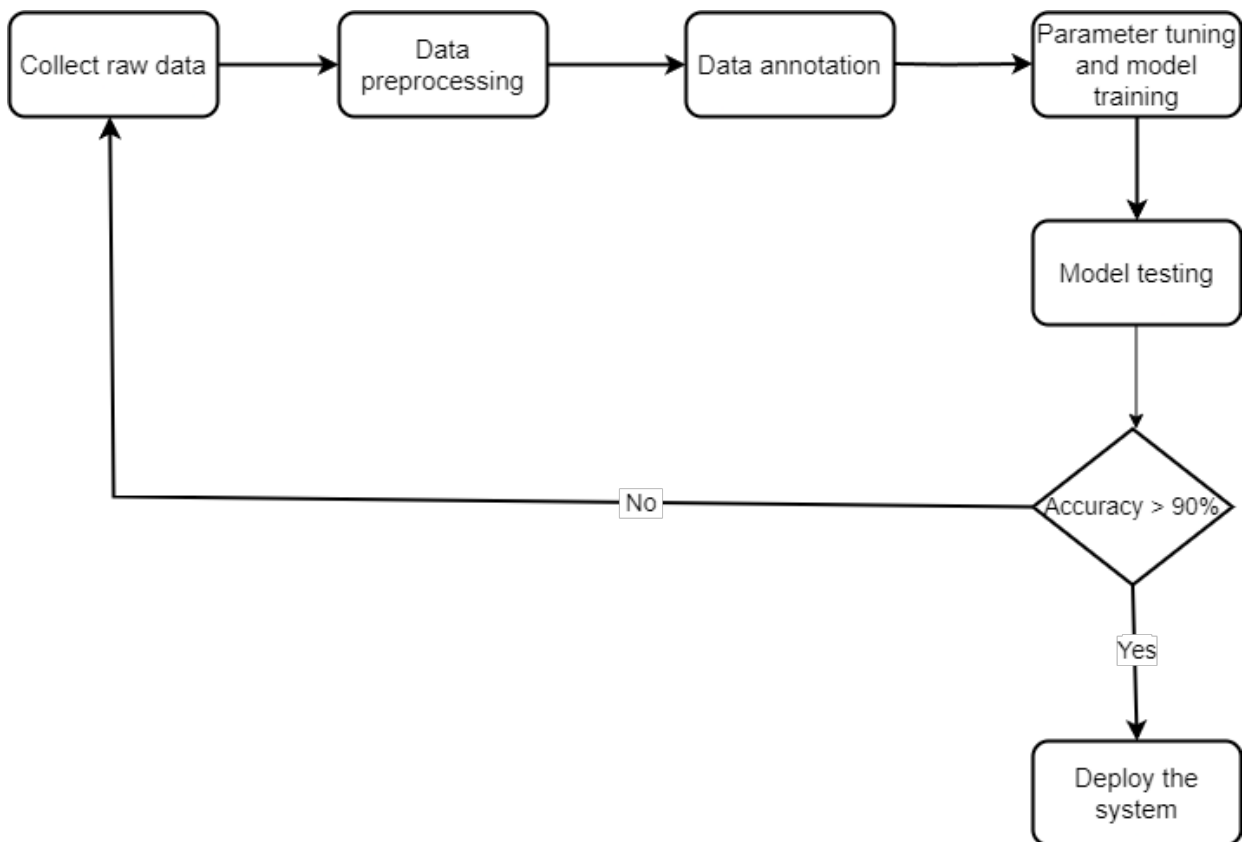 Collect raw data
Data
preprocessing
Data annotation
Parameter tuning
and model
training
Model testing
Accuracy > 90%
No
Yes
Deploy the
system